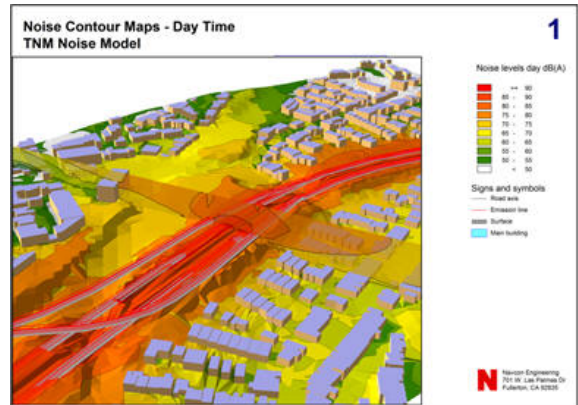 Noise Contour Maps - Day Time
TNM Noise Model
1
Noise levels day dB(A)
85 - 90
80 - 85
75 - 80
70 - 75
65 - 70
60 - 65
55 - 60
50 - 55
< 50
Signs and symbols
Road axis
Emission line
Surface
Main building
N
Navcon Engineering
701 W. Las Palmas Dr
Fullerton, CA 92835